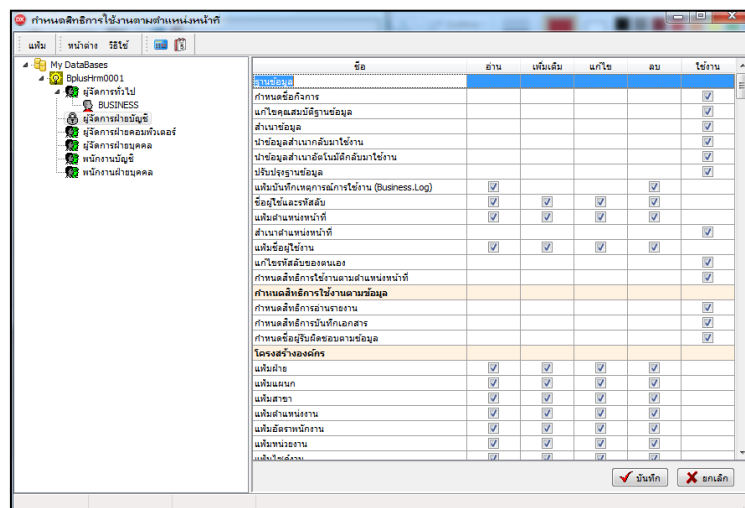 กำหนดสิทธิการใช้งานตามตำแหน่งหน้าที่
แฟ้ม หน้าต่าง วิธีใช้
My DataBases
BplusHrm0001
ผู้จัดการทั่วไป
BUSINESS
ผู้จัดการฝ่ายบัญชี
ผู้จัดการฝ่ายคอมพิวเตอร์
ผู้จัดการฝ่ายบุคคล
พนักงานบัญชี
พนักงานฝ่ายบุคคล
ชื่อ อ่าน เพิ่มเติม แก้ไข ลบ ใช้งาน
ฐานข้อมูล
กำหนดชื่อกิจการ
แก้ไขคุณสมบัติฐานข้อมูล
สำเนาข้อมูล
นำข้อมูลสำเนากลับมาใช้งาน
นำข้อมูลสำเนาอัตโนมัติกลับมาใช้งาน
ปรับปรุงฐานข้อมูล
แฟ้มบันทึกเหตุการณ์การใช้งาน (Business.Log)
ชื่อผู้ใช้และรหัสลับ
แฟ้มตำแหน่งหน้าที่
สำเนาตำแหน่งหน้าที่
แฟ้มชื่อผู้ใช้งาน
แก้ไขรหัสลับของตนเอง
กำหนดสิทธิการใช้งานตามตำแหน่งหน้าที่
กำหนดสิทธิการใช้งานตามข้อมูล
กำหนดสิทธิการอ่านรายงาน
กำหนดสิทธิการบันทึกเอกสาร
กำหนดชื่อผู้รับผิดชอบตามข้อมูล
โครงสร้างองค์กร
แฟ้มฝ่าย
แฟ้มแผนก
แฟ้มสาขา
แฟ้มตำแหน่งงาน
แฟ้มอัตราพนักงาน
แฟ้มหน่วยงาน
แฟ้มไซต์งาน
บันทึก ยกเลิก